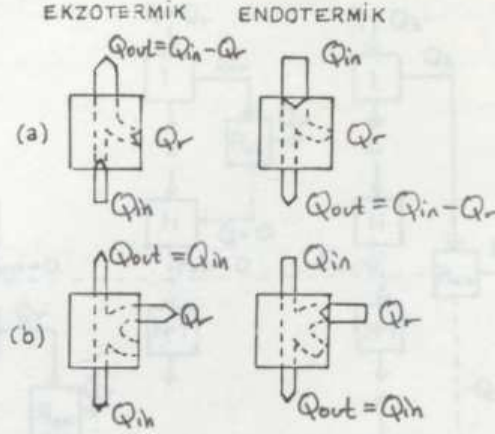 EKZOTERMİK ENDOTERMİK
Qout=Qin-Qr Qin
(a) Qr Qr
Qin Qout = Qin-Qr
Qout = Qin Qin
(b) Qr Qr
Qin Qout = Qin